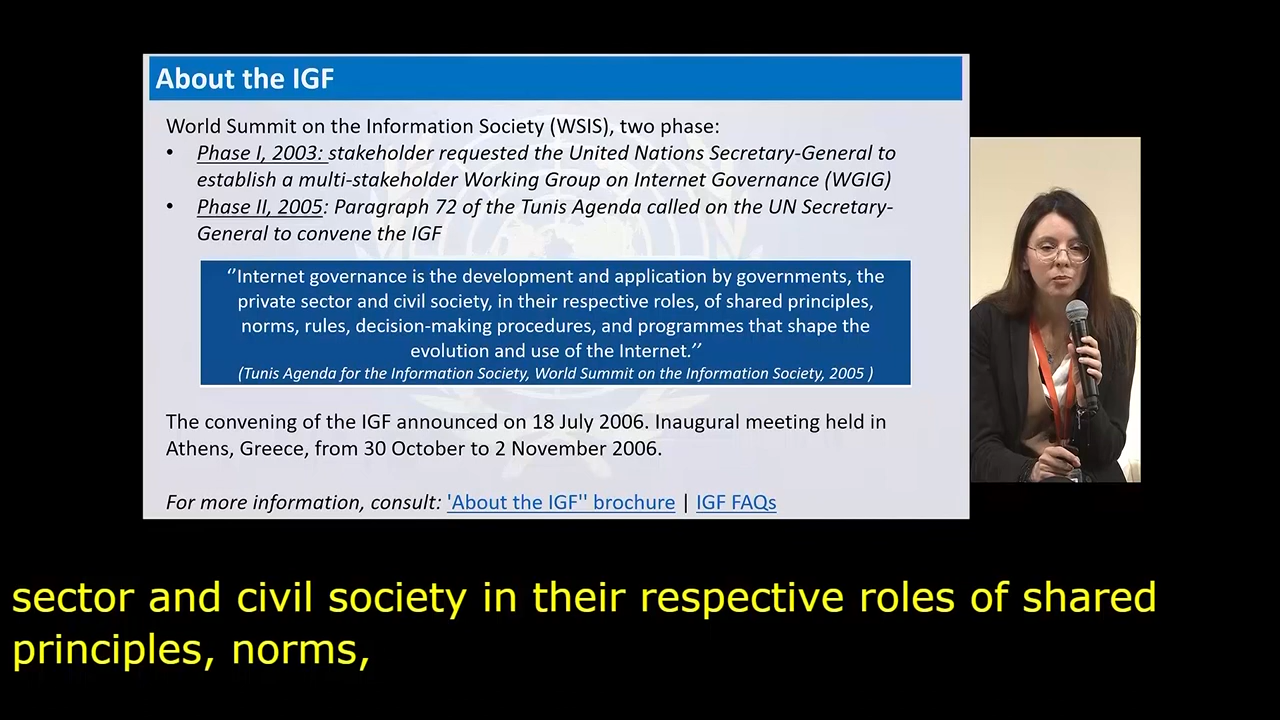 About the IGF
World Summit on the Information Society (WSIS), two phase:
• Phase I, 2003: stakeholder requested the United Nations Secretary-General to
establish a multi-stakeholder Working Group on Internet Governance (WGIG)
• Phase II, 2005: Paragraph 72 of the Tunis Agenda called on the UN Secretary-
General to convene the IGF
‘’Internet governance is the development and application by governments, the
private sector and civil society, in their respective roles, of shared principles,
norms, rules, decision-making procedures, and programmes that shape the
evolution and use of the Internet.’’
(Tunis Agenda for the Information Society, World Summit on the Information Society, 2005 )
The convening of the IGF announced on 18 July 2006. Inaugural meeting held in
Athens, Greece, from 30 October to 2 November 2006.
For more information, consult: 'About the IGF'' brochure | IGF FAQs
sector and civil society in their respective roles of shared
principles, norms,